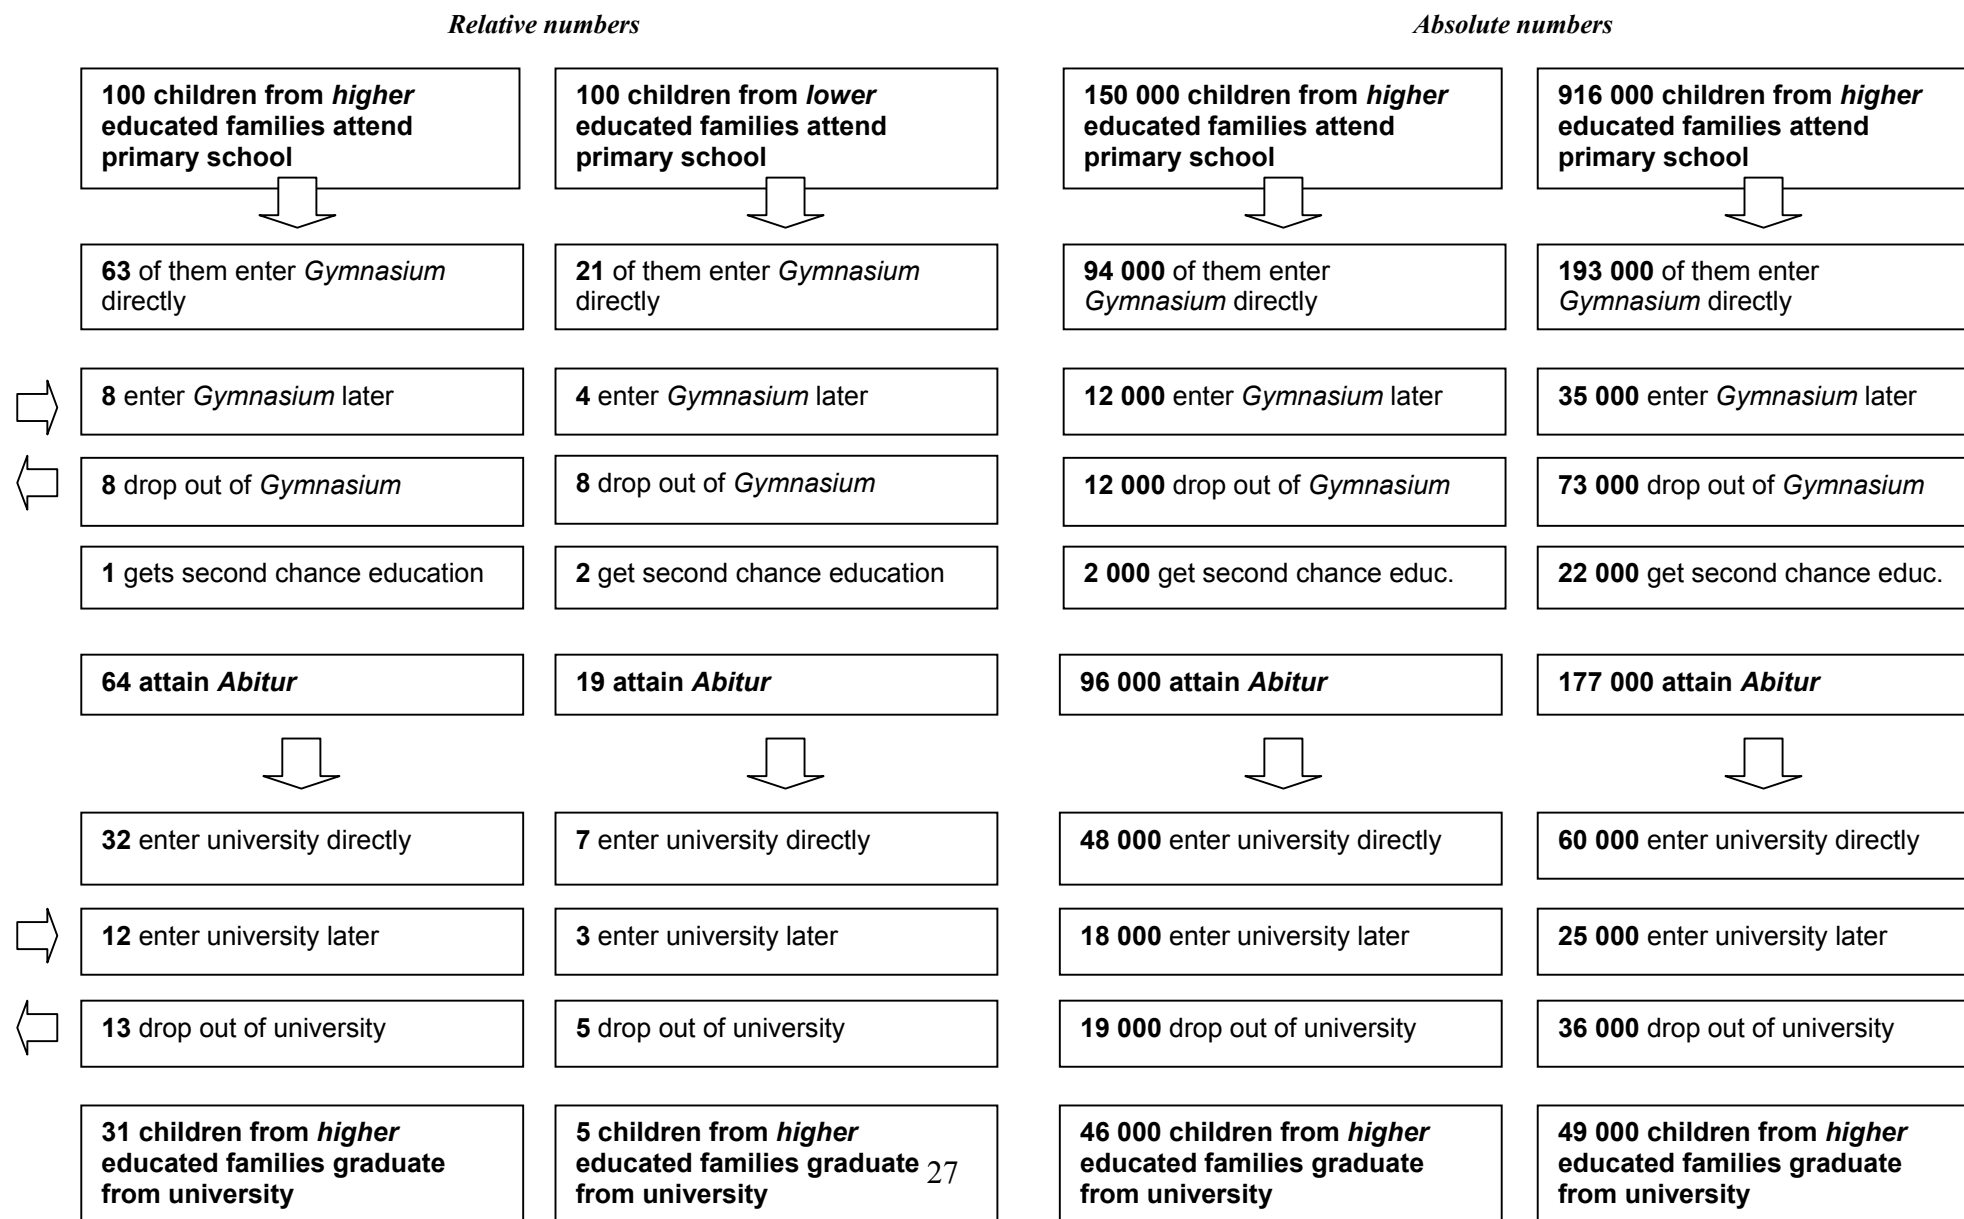 Relative numbers
Absolute numbers
100 children from higher
educated families attend
primary school
100 children from lower
educated families attend
primary school
150 000 children from higher
educated families attend
primary school
916 000 children from higher
educated families attend
primary school
63 of them enter Gymnasium
directly
21 of them enter Gymnasium
directly
94 000 of them enter
Gymnasium directly
193 000 of them enter
Gymnasium directly
8 enter Gymnasium later
4 enter Gymnasium later
12 000 enter Gymnasium later
35 000 enter Gymnasium later
8 drop out of Gymnasium
8 drop out of Gymnasium
12 000 drop out of Gymnasium
73 000 drop out of Gymnasium
1 gets second chance education
2 get second chance education
2 000 get second chance educ.
22 000 get second chance educ.
64 attain Abitur
19 attain Abitur
96 000 attain Abitur
177 000 attain Abitur
32 enter university directly
7 enter university directly
48 000 enter university directly
60 000 enter university directly
12 enter university later
3 enter university later
18 000 enter university later
25 000 enter university later
13 drop out of university
5 drop out of university
19 000 drop out of university
36 000 drop out of university
31 children from higher
educated families graduate
from university
5 children from higher
educated families graduate
from university
27
46 000 children from higher
educated families graduate
from university
49 000 children from higher
educated families graduate
from university